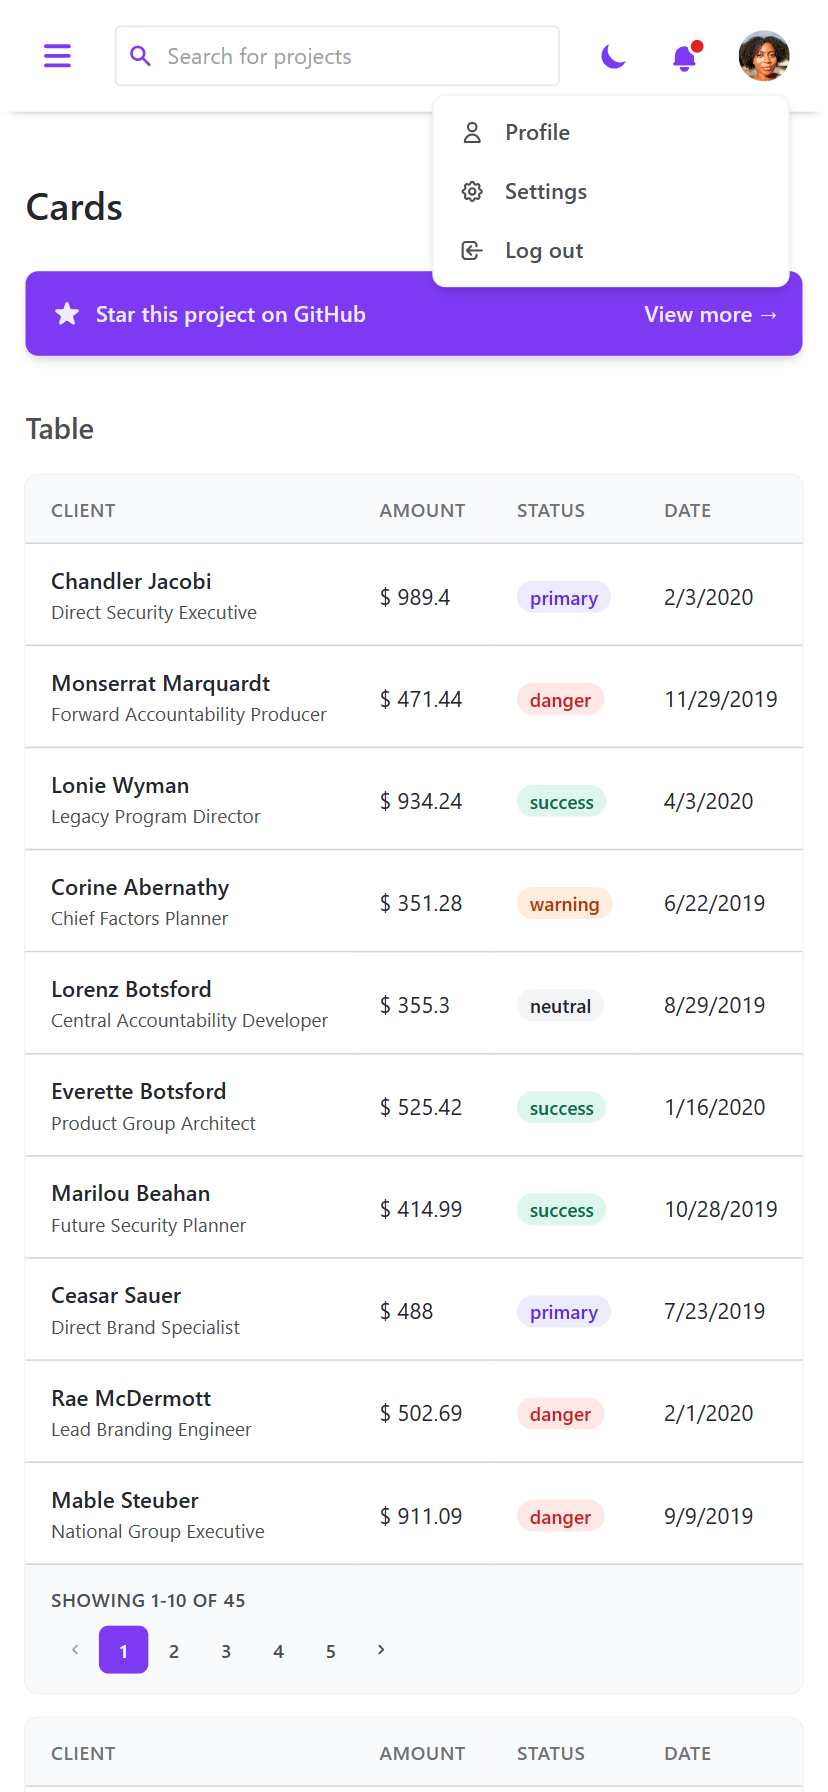 Search for projects
Profile
Settings
Log out
Cards
Star this project on GitHub
View more →
Table
CLIENT AMOUNT STATUS DATE
Chandler Jacobi
Direct Security Executive
$ 989.4 primary 2/3/2020
Monserrat Marquardt
Forward Accountability Producer
$ 471.44 danger 11/29/2019
Lonie Wyman
Legacy Program Director
$ 934.24 success 4/3/2020
Corine Abernathy
Chief Factors Planner
$ 351.28 warning 6/22/2019
Lorenz Botsford
Central Accountability Developer
$ 355.3 neutral 8/29/2019
Everette Botsford
Product Group Architect
$ 525.42 success 1/16/2020
Marilou Beahan
Future Security Planner
$ 414.99 success 10/28/2019
Ceasar Sauer
Direct Brand Specialist
$ 488 primary 7/23/2019
Rae McDermott
Lead Branding Engineer
$ 502.69 danger 2/1/2020
Mable Steuber
National Group Executive
$ 911.09 danger 9/9/2019
SHOWING 1-10 OF 45
1 2 3 4 5
CLIENT AMOUNT STATUS DATE